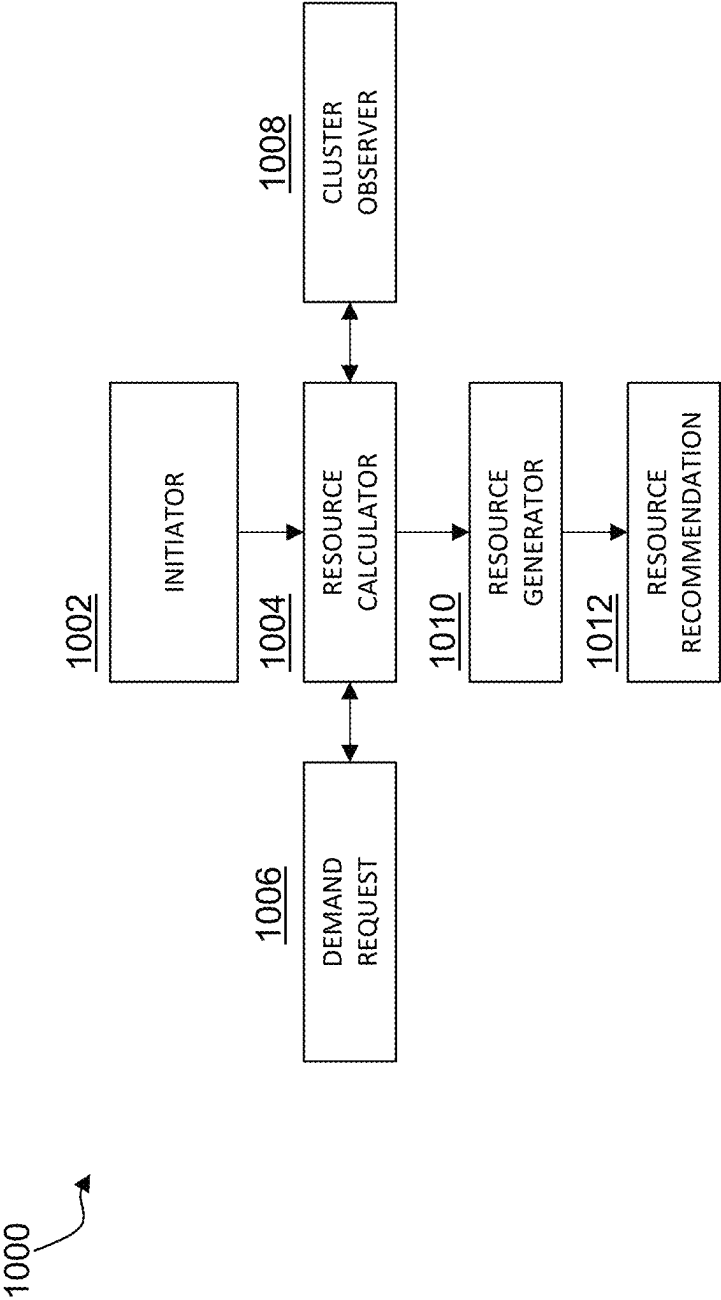 1000
1002
INITIATOR
1006
DEMAND
REQUEST
1004
RESOURCE
CALCULATOR
1008
CLUSTER
OBSERVER
1010
RESOURCE
GENERATOR
1012
RESOURCE
RECOMMENDATION